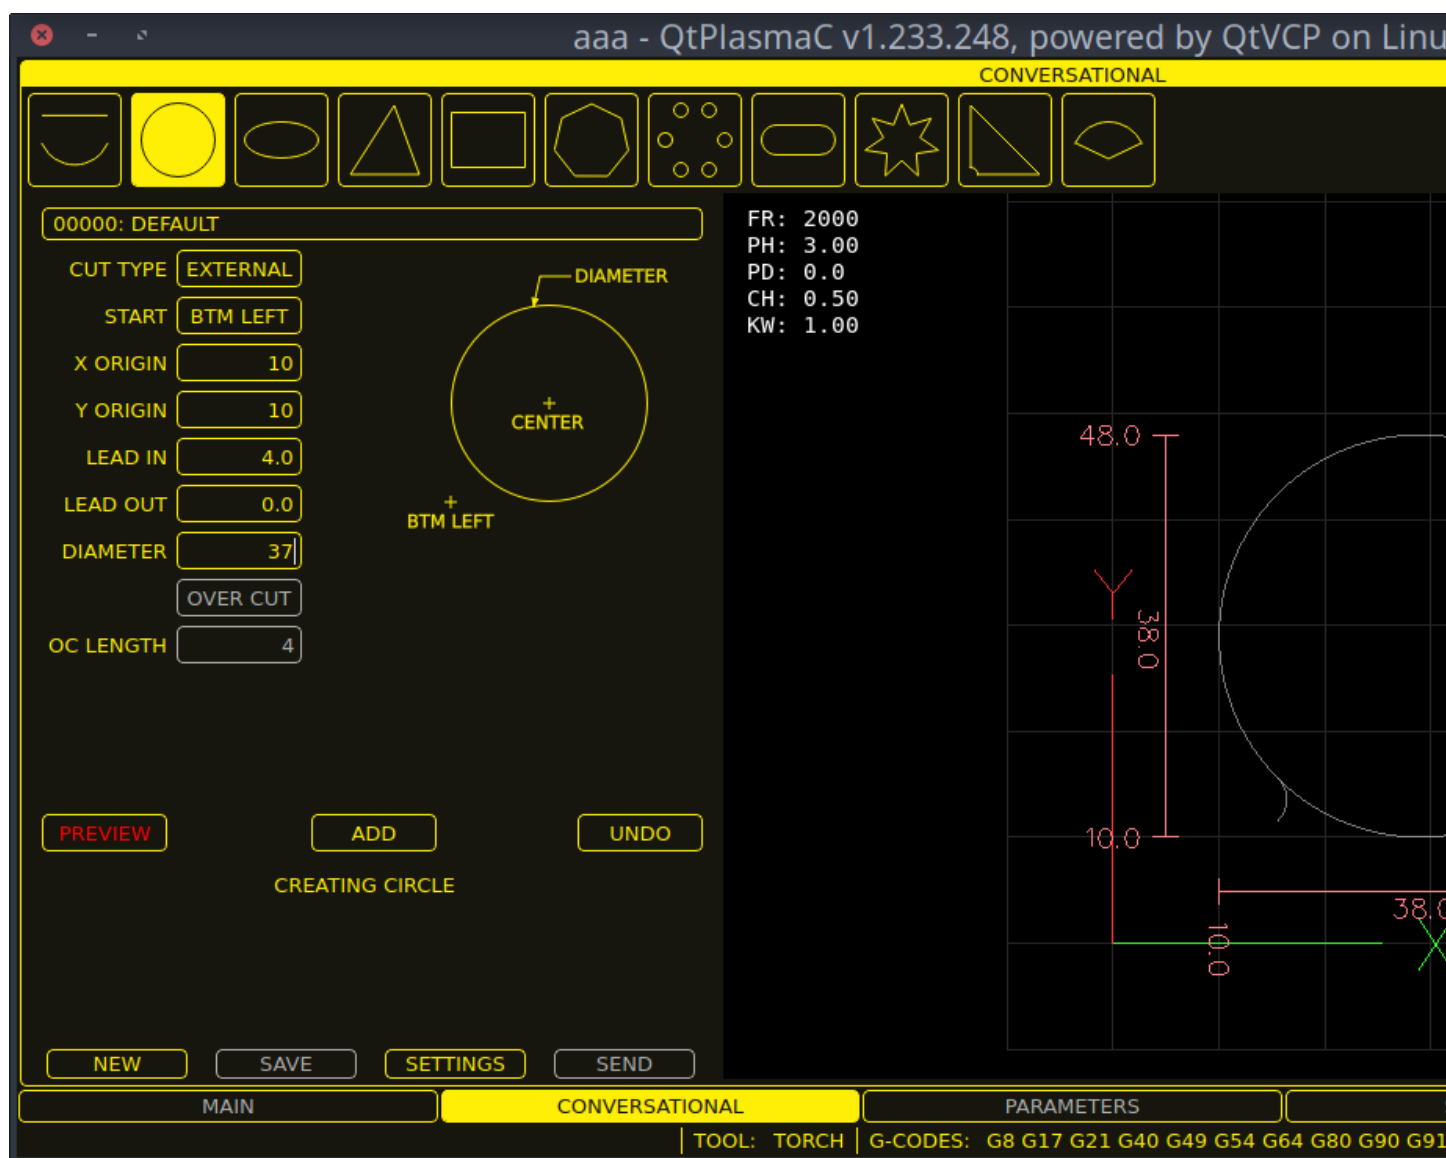 aaa - QtPlasmaC v1.233.248, powered by QtVCP on Linu
CONVERSATIONAL
00000: DEFAULT
CUT TYPE EXTERNAL
START BTM LEFT
X ORIGIN 10
Y ORIGIN 10
LEAD IN 4.0
LEAD OUT 0.0
DIAMETER 37
OVER CUT
OC LENGTH 4
DIAMETER
CENTER
BTM LEFT
PREVIEW ADD UNDO
CREATING CIRCLE
NEW SAVE SETTINGS SEND
FR: 2000
PH: 3.00
PD: 0.0
CH: 0.50
KW: 1.00
48.0
Y
38.0
10.0
38.0
10.0
X
MAIN CONVERSATIONAL PARAMETERS
TOOL: TORCH G-CODES: G8 G17 G21 G40 G49 G54 G64 G80 G90 G91